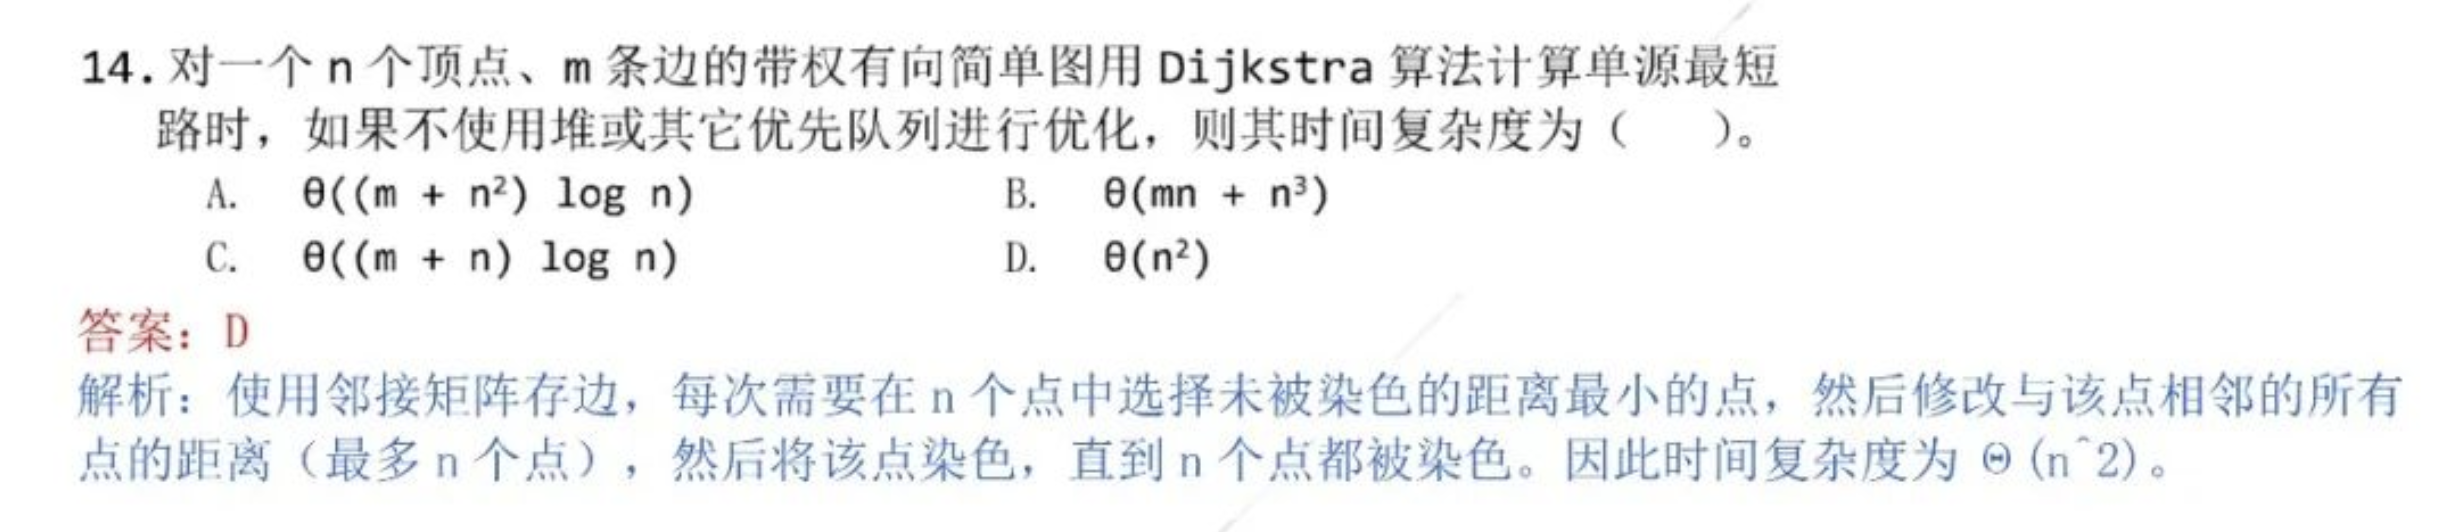 14.对一个 n 个顶点、m 条边的带权有向简单图用 Dijkstra 算法计算单源最短
路时，如果不使用堆或其它优先队列进行优化，则其时间复杂度为（    ）。
A. θ((m + n²) log n)    B. θ(mn + n³)
C. θ((m + n) log n)    D. θ(n²)
答案：D
解析：使用邻接矩阵存边，每次需要在 n 个点中选择未被染色的距离最小的点，然后修改与该点相邻的所有
点的距离（最多 n 个点），然后将该点染色，直到 n 个点都被染色。因此时间复杂度为 Θ(n^2)。